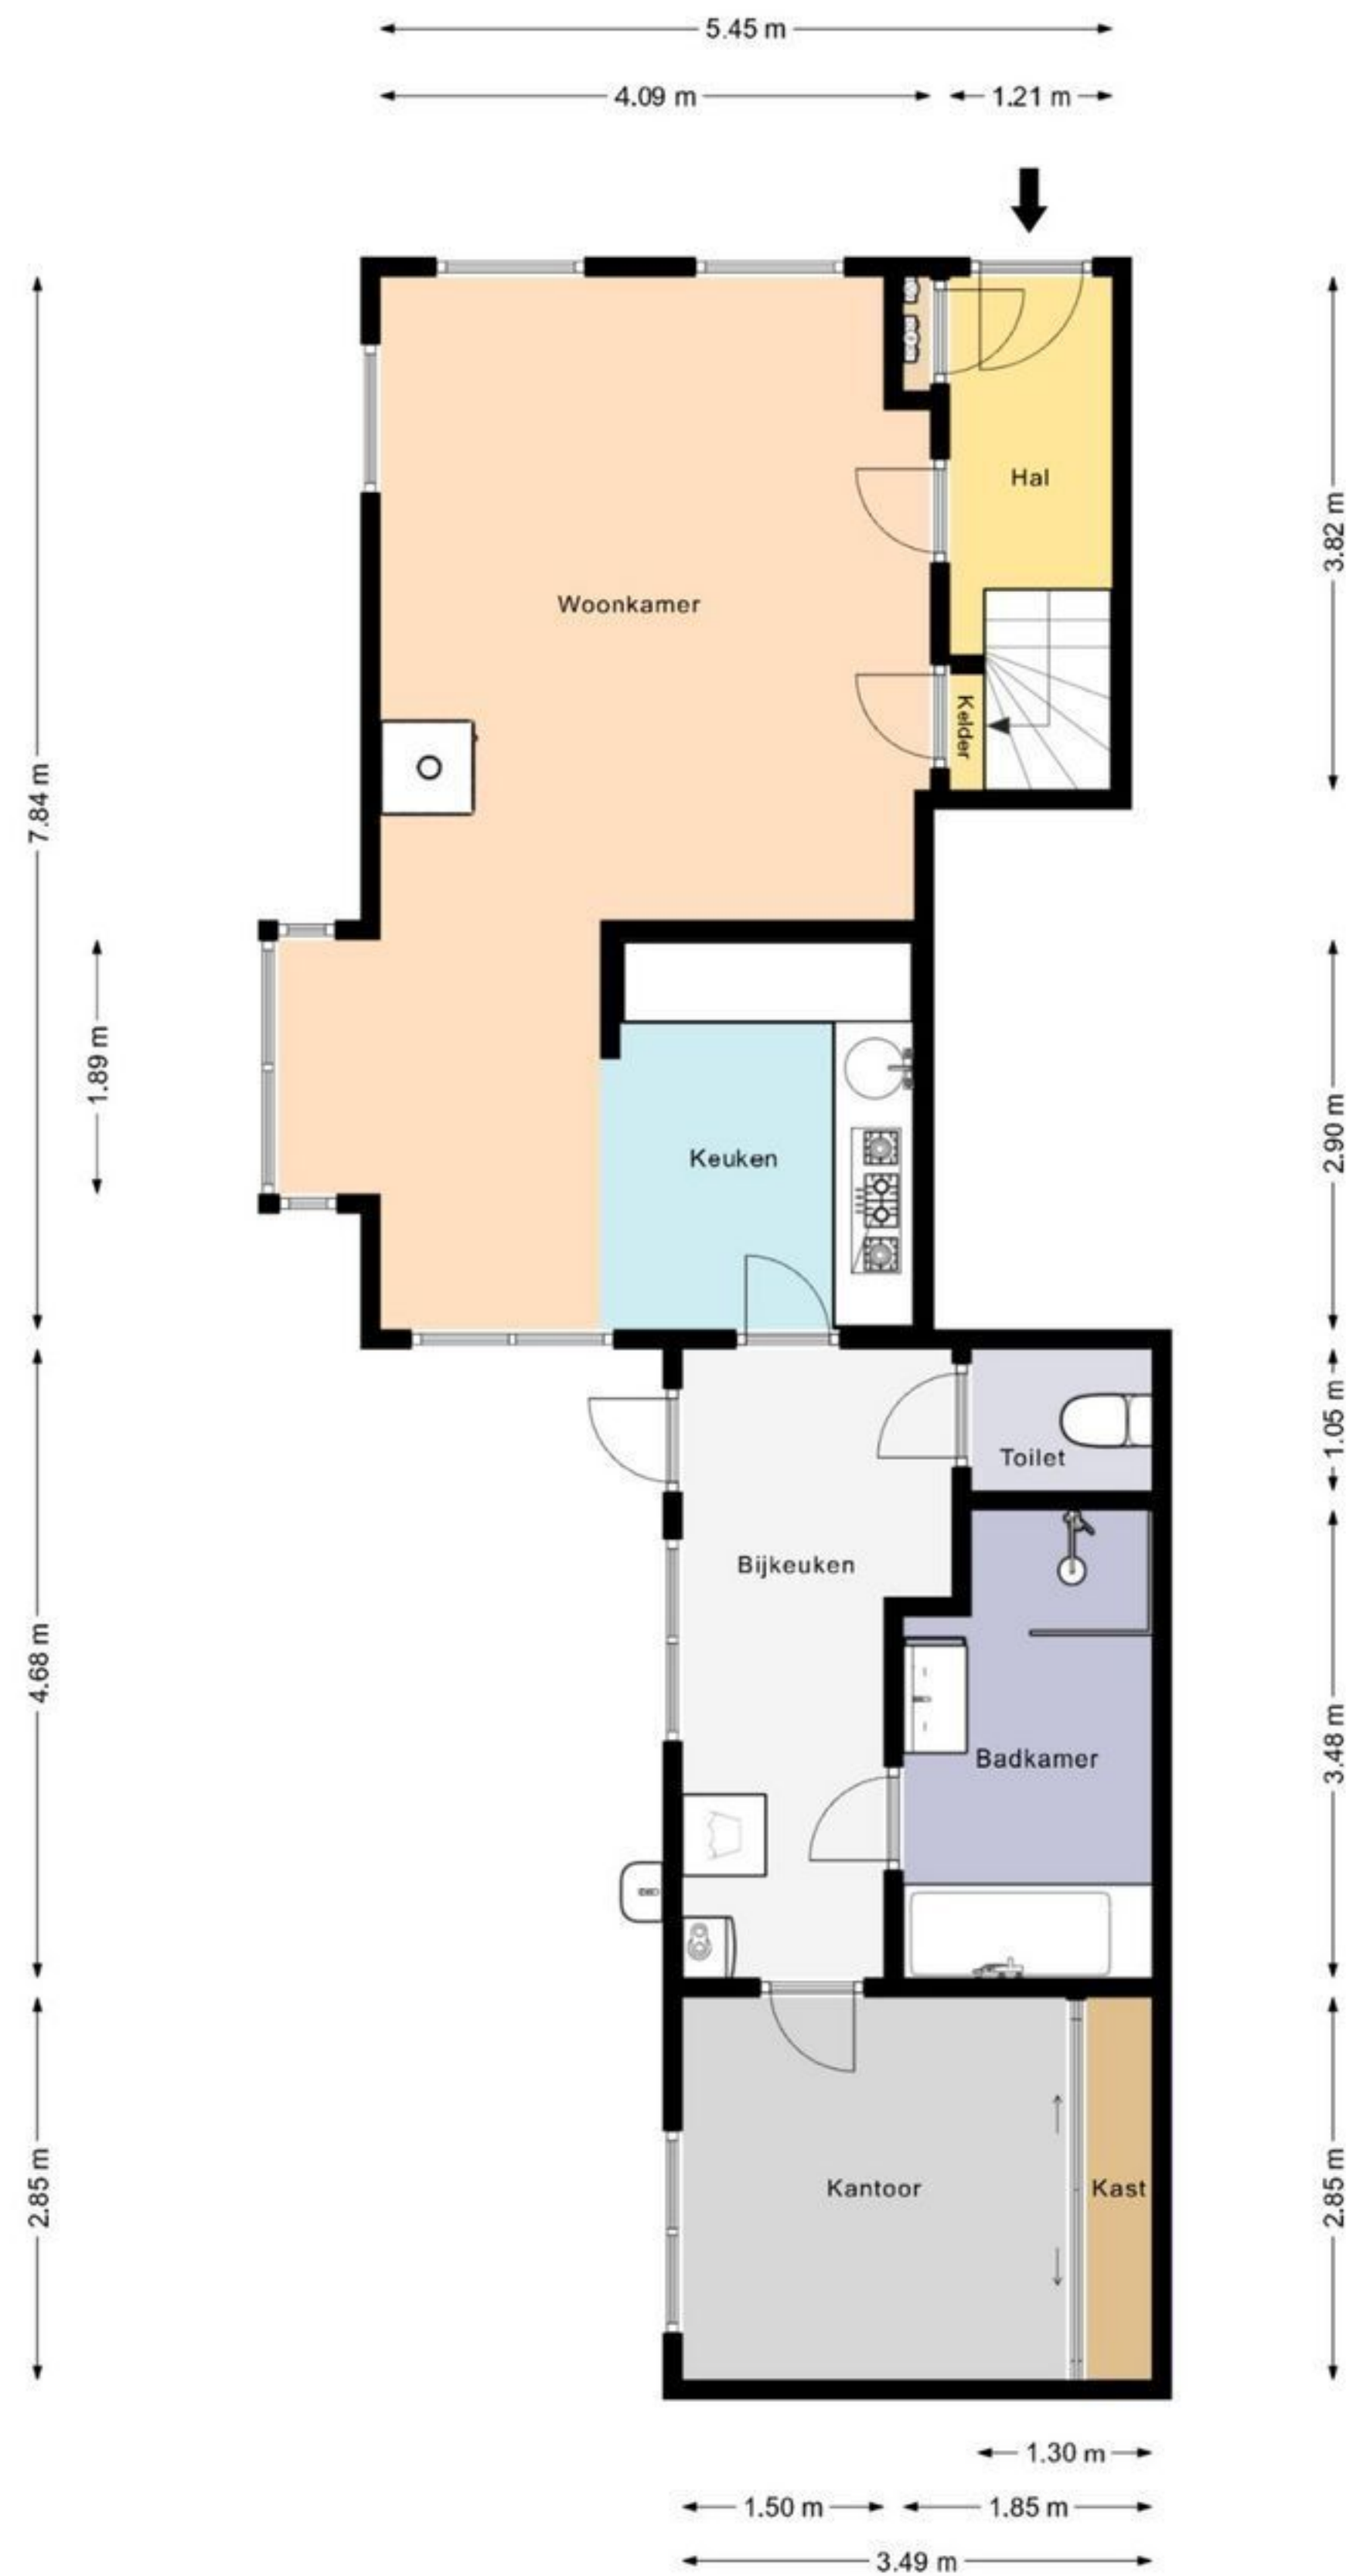 5.45 m
4.09 m
1.21 m
Hal
3.82 m
Woonkamer
Kelder
7.84 m
1.89 m
2.90 m
Keuken
1.05 m
Toilet
Bijkeuken
4.68 m
3.48 m
Badkamer
2.85 m
Kantoor
Kast
2.85 m
1.30 m
1.50 m
1.85 m
3.49 m